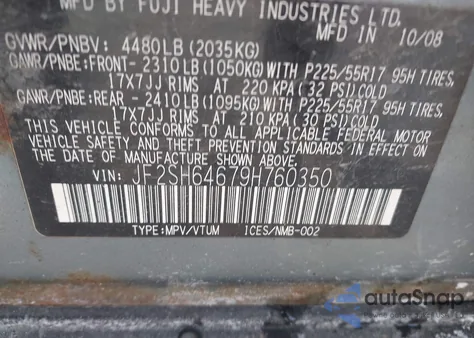 MFD BY FUJI HEAVY INDUSTRIES LTD.
MFD IN 10/08
GVWR/PNBV: 4480LB (2035KG)
GAWR/PNBE:FRONT- 2310LB(1050KG)WITH P225/55R17 95H TIRES,
17X7JJ RIMS AT 220 KPA(32 PSI)COLD
GAWR/PNBE:REAR -2410LB(1095KG)WITH P225/55R17 95H TIRES,
17X7JJ RIMS AT 210 KPA(30 PSI)COLD
THIS VEHICLE CONFORMS TO ALL APPLICABLE FEDERAL MOTOR
VEHICLE SAFETY AND THEFT PREVENTION STANDARDS IN EFFECT
ON THE DATE OF MANUFACTURE SHOWN ABOVE.
VIN: JF2SH64679H760350
TYPE:MPV/VTUM ICES/NMB-002
autoSnap